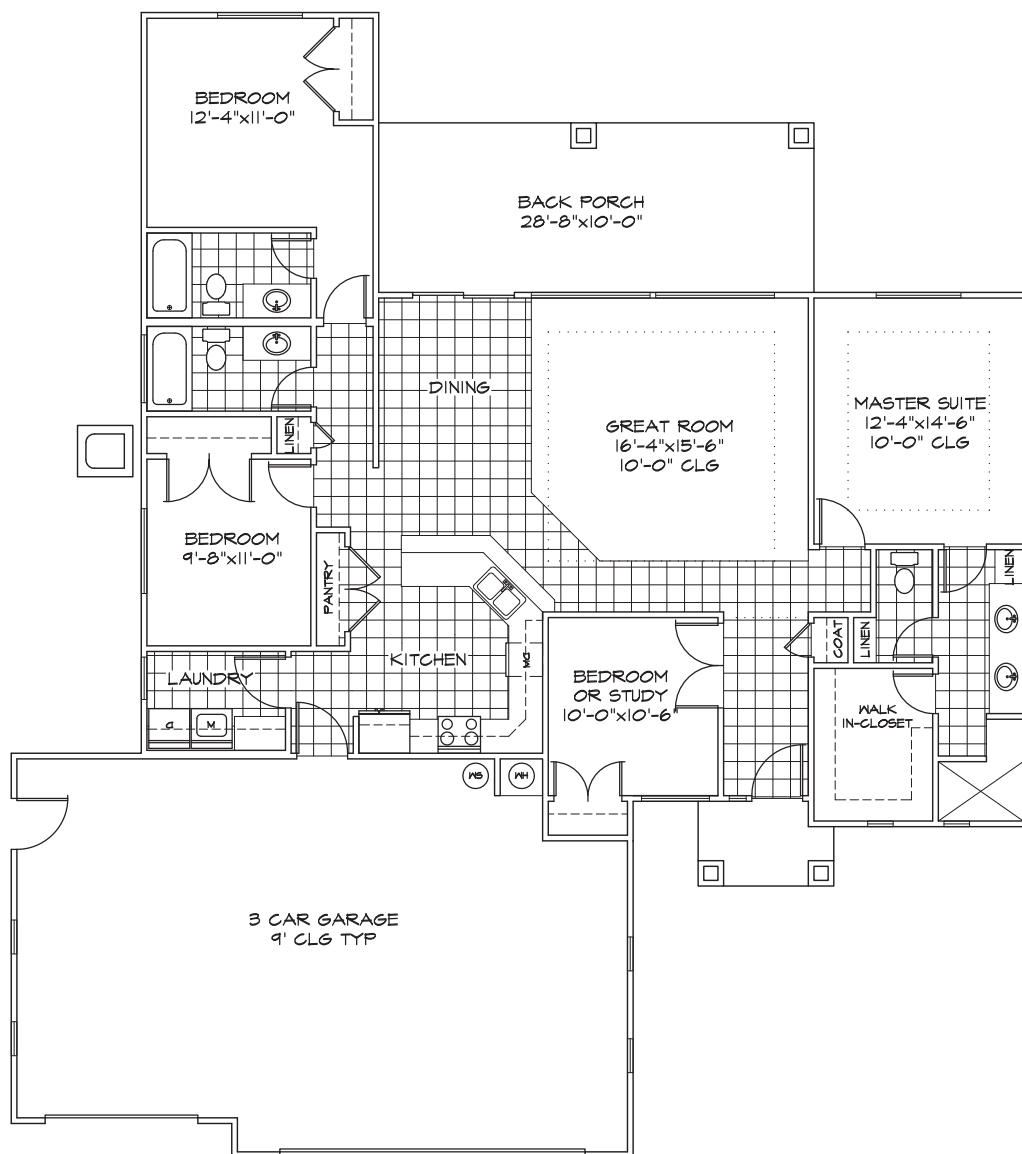 BEDROOM
12'-4"x11'-0"
BACK PORCH
28'-8"x10'-0"
DINING
GREAT ROOM
16'-4"x15'-6"
10'-0" CLG
MASTER SUITE
12'-4"x14'-6"
10'-0" CLG
LINEN
BEDROOM
9'-8"x11'-0"
PANTRY
LINEN
KITCHEN
DW
LAUNDRY
BEDROOM
OR STUDY
10'-0"x10'-6"
COAT
LINEN
WALK
IN-CLOSET
D
W
WS
WH
3 CAR GARAGE
9' CLG TYP